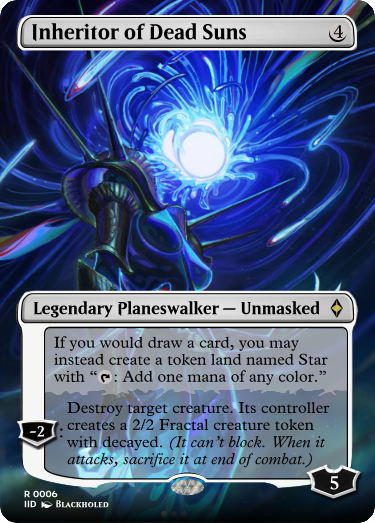 Inheritor of Dead Suns 4
Legendary Planeswalker — Unmasked
If you would draw a card, you may
instead create a token land named Star
with “: Add one mana of any color.”
-2 : Destroy target creature. Its controller
creates a 2/2 Fractal creature token
with decayed. (It can’t block. When it
attacks, sacrifice it at end of combat.)
5
R 0006
IID Blackholed